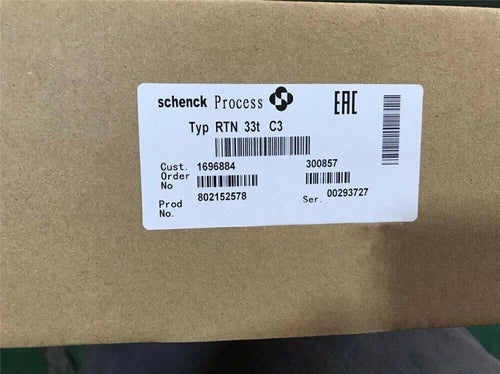 schenck Process EAC
Typ RTN 33t C3
Cust. 1696884 300857
Order
No
Prod 802152578 Ser. 00293727
No.